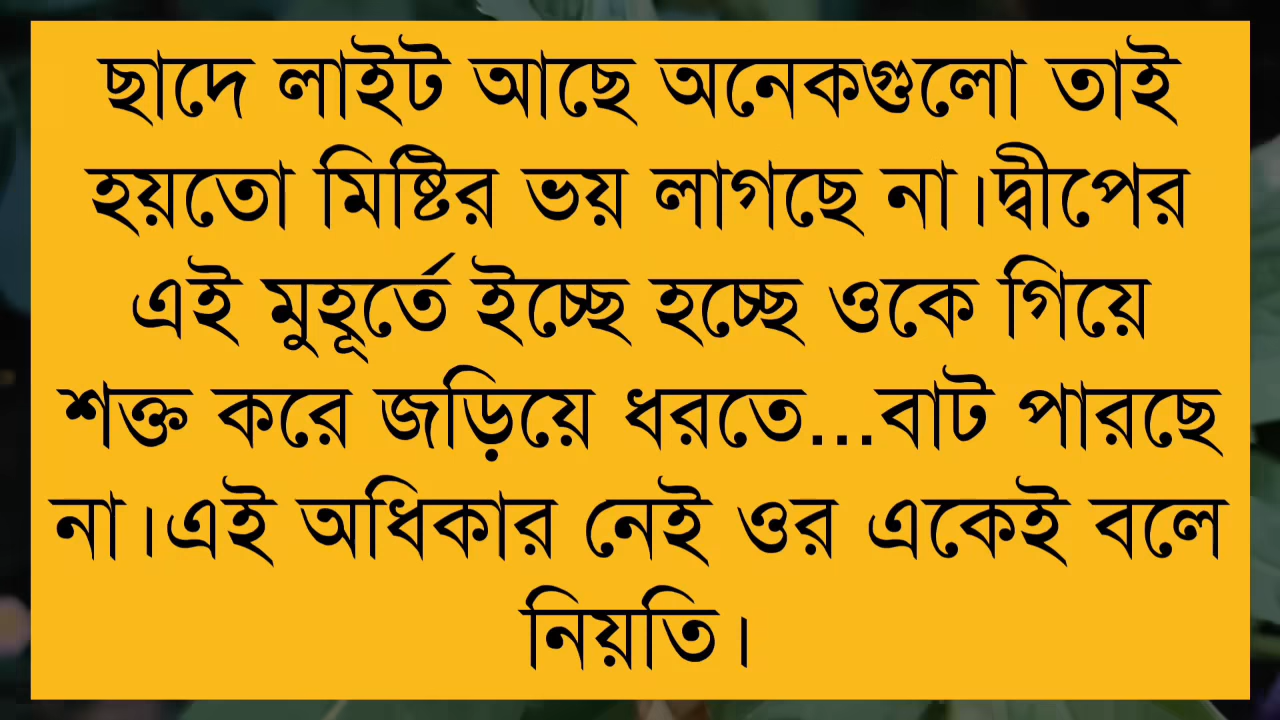 ছাদে লাইট আছে অনেকগুলো তাই
হয়তো মিষ্টির ভয় লাগছে না।দ্বীপের
এই মুহূর্তে ইচ্ছে হচ্ছে ওকে গিয়ে
শক্ত করে জড়িয়ে ধরতে...বাট পারছে
না।এই অধিকার নেই ওর একেই বলে
নিয়তি।